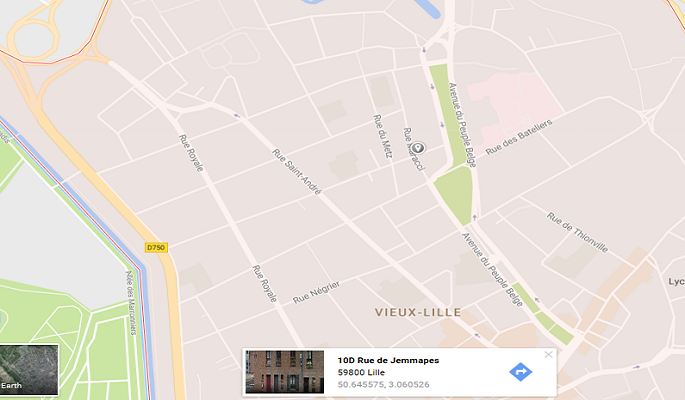 Avenue du Peuple Belge
Rue du Metz
Rue Maracci
Rue des Bateliers
Rue Royale
Rue Saint-André
Rue de Thionville
D750
Avenue du Peuple Belge
Rue Royale
Allée des Marronniers
Rue Négrier
VIEUX-LILLE
Lyc
10D Rue de Jemmapes
59800 Lille
50.645575, 3.060526
Earth